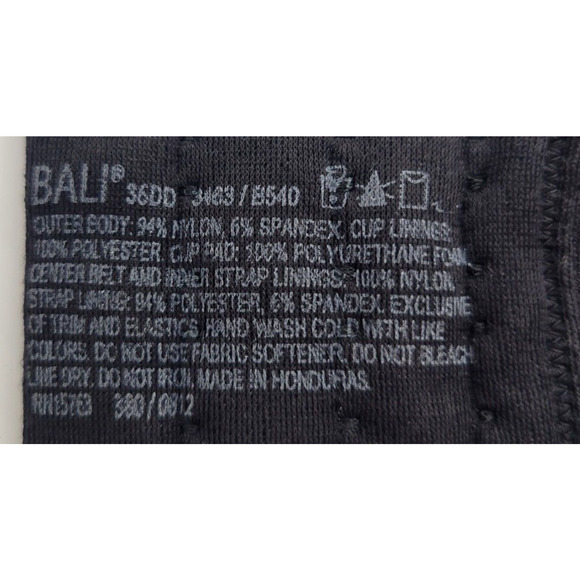 BALI® 36DD 3463 / B540
OUTER BODY: 94% NYLON, 6% SPANDEX. CUP LININGS:
100% POLYESTER. CUP PAD: 100% POLYURETHANE FOAM.
CENTER BELT AND INNER STRAP LININGS: 100% NYLON.
STRAP LINING: 94% POLYESTER, 6% SPANDEX. EXCLUSIVE
OF TRIM AND ELASTICS. HAND WASH COLD WITH LIKE
COLORS. DO NOT USE FABRIC SOFTENER. DO NOT BLEACH.
LINE DRY. DO NOT IRON. MADE IN HONDURAS.
RN15763 380 / 0812